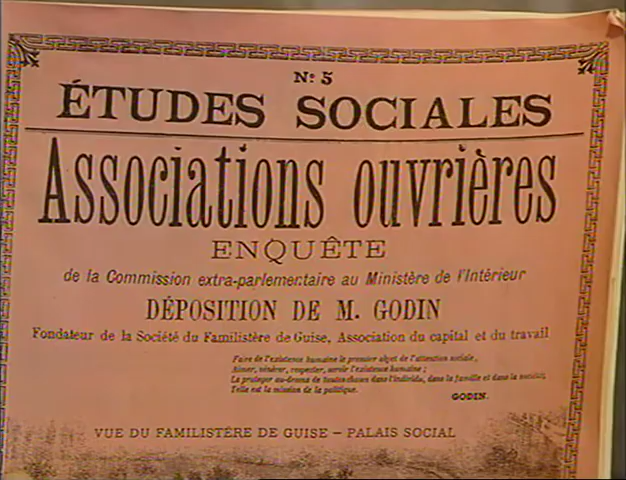 N: 5
ÉTUDES SOCIALES
Associations ouvrières
ENQUÊTE
de la Commission extra-parlementaire au Ministère de l'Intérieur
DÉPOSITION DE M. GODIN
Fondateur de la Société du Familistère de Guise, Association du capital et du travail
Faire de l'existence humaine le premier objet de l'attention sociale,
Aimer, vénérer, respecter, servir l'existence humaine ;
La protéger au-dessus de toutes choses dans l'individu, dans la famille et dans la société,
Telle est la mission de la politique.
GODIN.
VUE DU FAMILISTÈRE DE GUISE – PALAIS SOCIAL